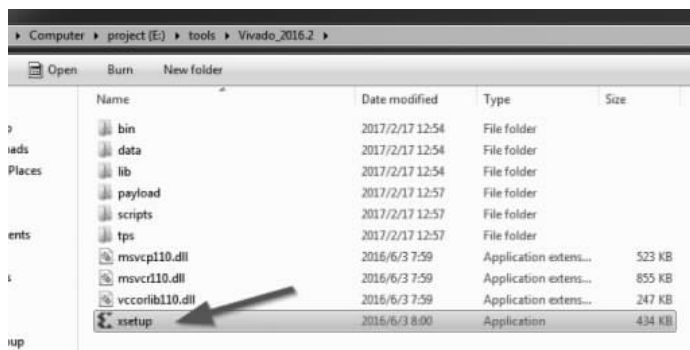 Computer ▸ project (E:) ▸ tools ▸ Vivado_2016.2 ▸
Open Burn New folder
Name Date modified Type Size
bin 2017/2/17 12:54 File folder
ads data 2017/2/17 12:54 File folder
Places lib 2017/2/17 12:54 File folder
payload 2017/2/17 12:57 File folder
scripts 2017/2/17 12:57 File folder
ents tps 2017/2/17 12:57 File folder
msvcp110.dll 2016/6/3 7:59 Application extens... 523 KB
msvcr110.dll 2016/6/3 7:59 Application extens... 855 KB
vccorlib110.dll 2016/6/3 7:59 Application extens... 247 KB
xsetup 2016/6/3 8:00 Application 434 KB
up